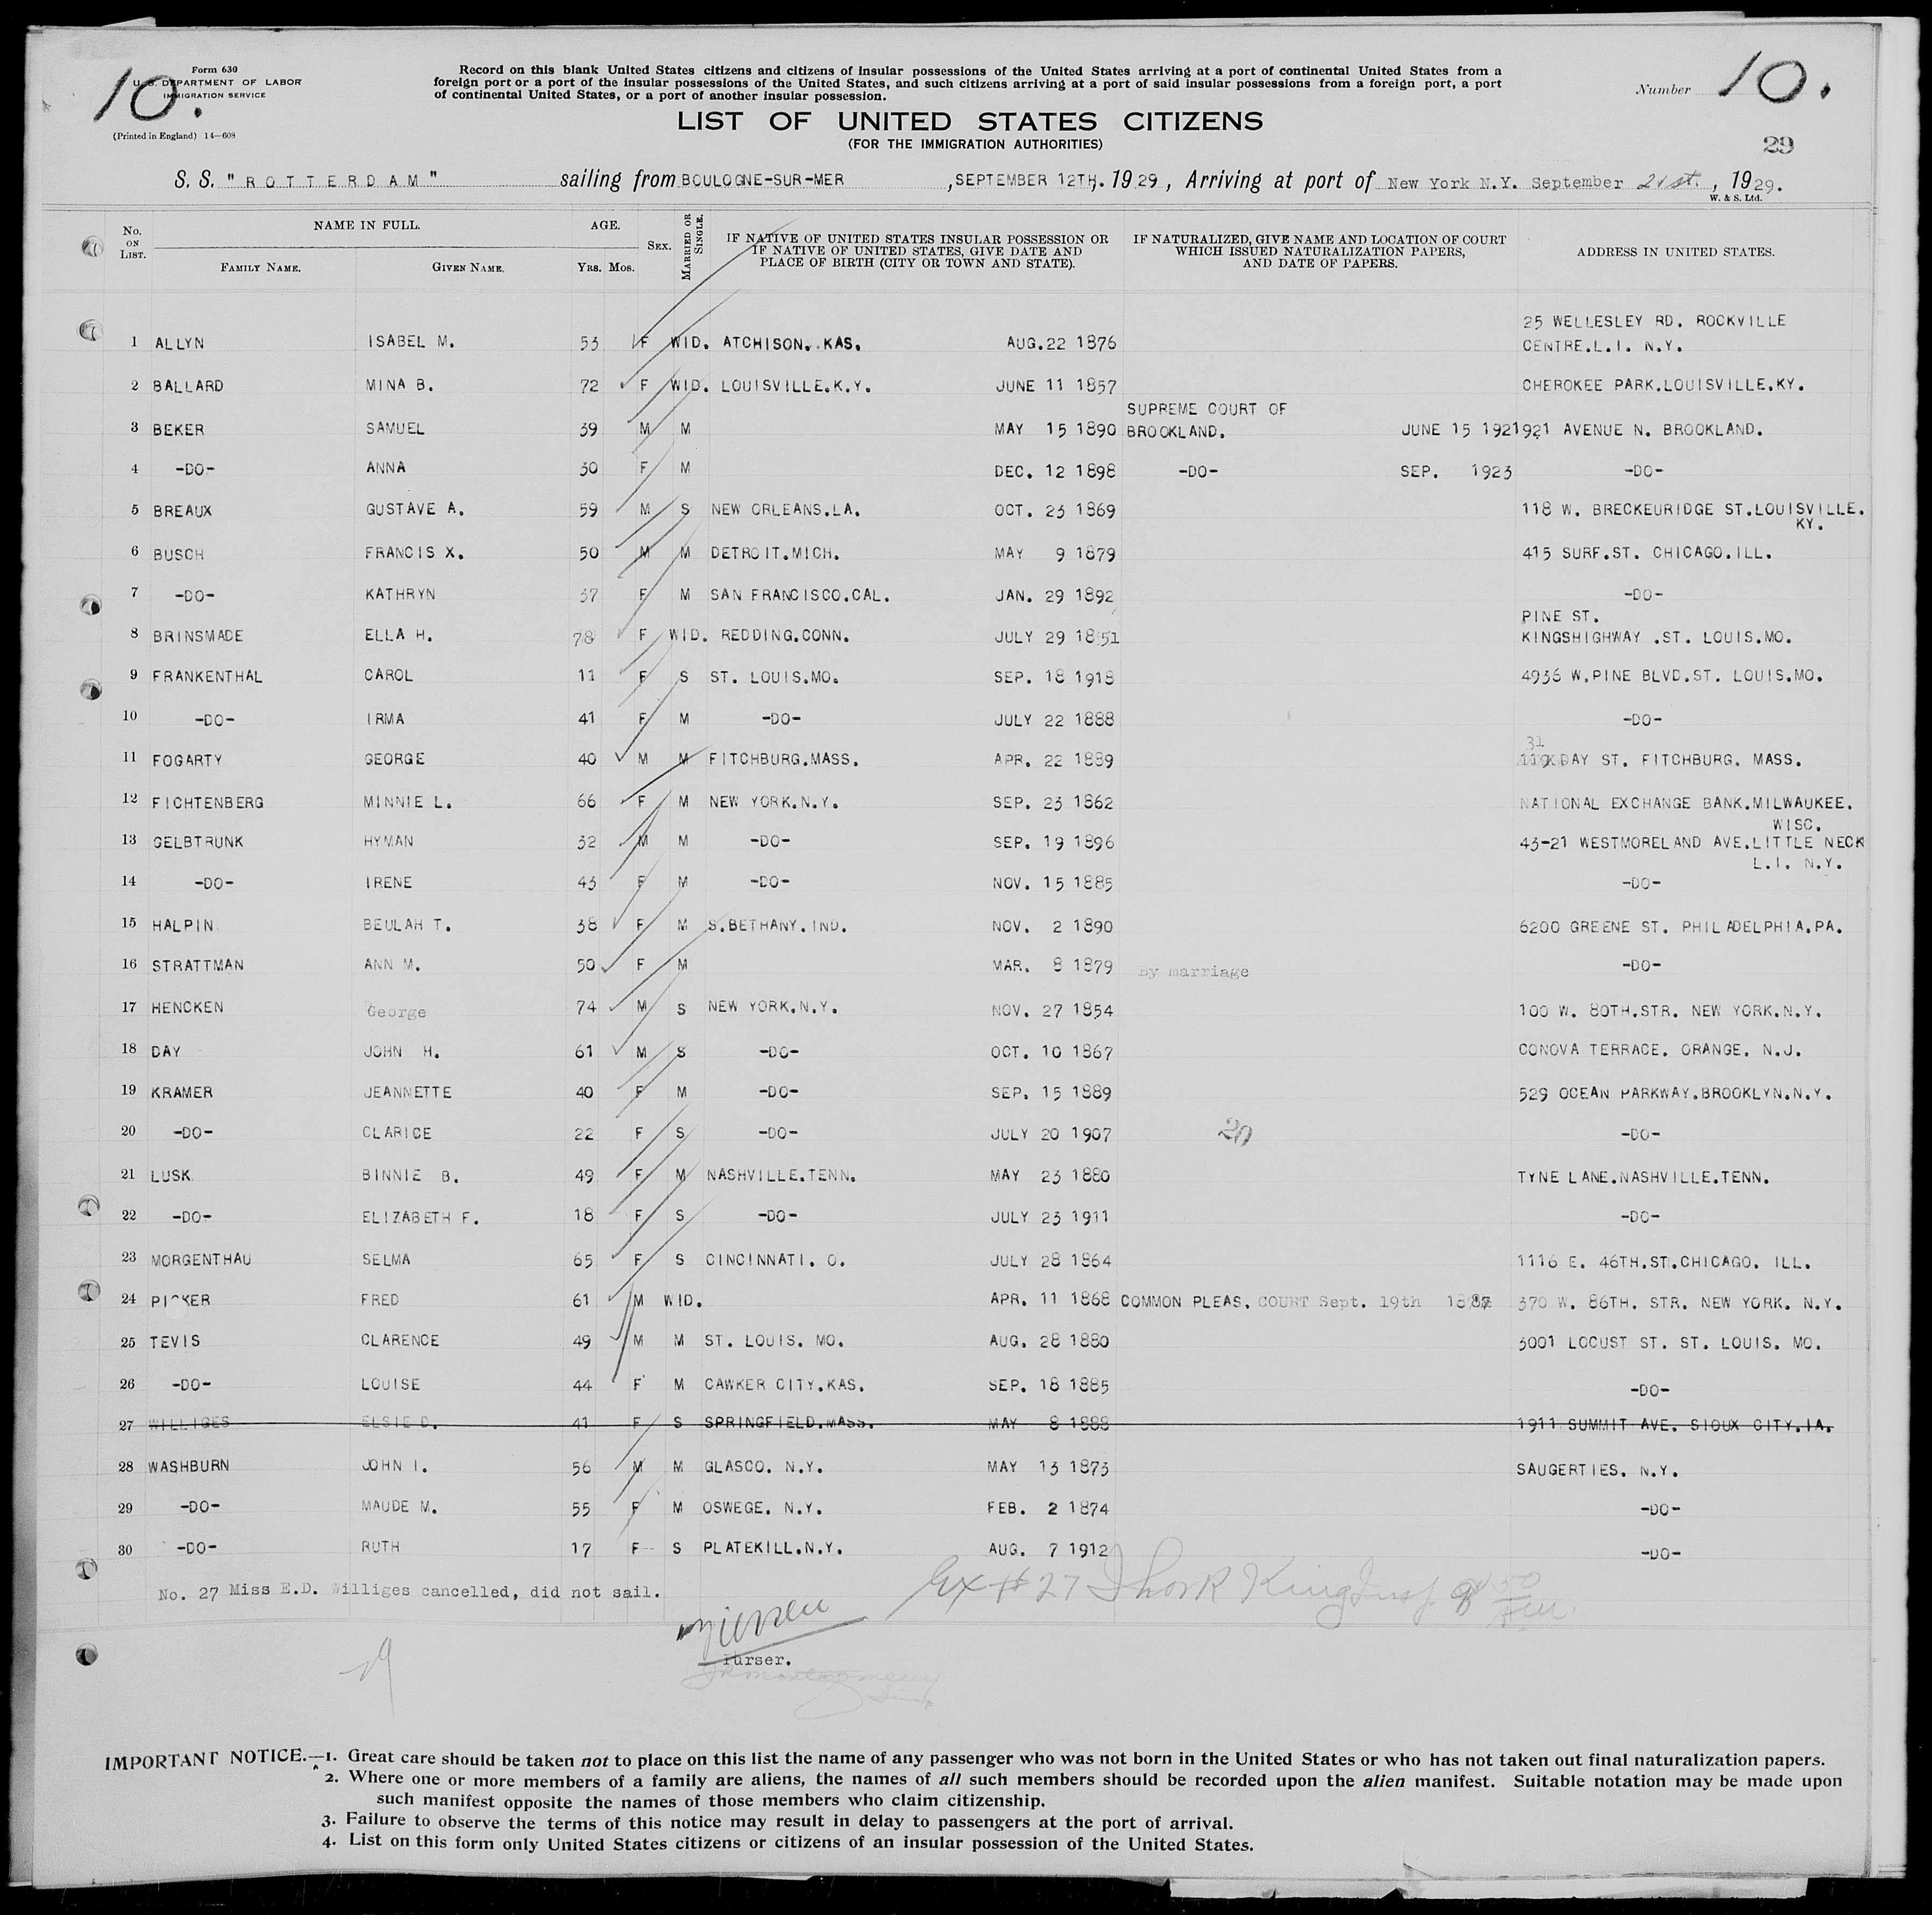 10.
Form 630
U.S. DEPARTMENT OF LABOR
IMMIGRATION SERVICE
(Printed in England) 14—608
Record on this blank United States citizens and citizens of insular possessions of the United States arriving at a port of continental United States from a
foreign port or a port of the insular possessions of the United States, and such citizens arriving at a port of said insular possessions from a foreign port, a port
of continental United States, or a port of another insular possession.
Number 10.
LIST OF UNITED STATES CITIZENS
(FOR THE IMMIGRATION AUTHORITIES)
29
S. S. "ROTTERDAM" sailing from BOULOGNE-SUR-MER, SEPTEMBER 12TH. 1929, Arriving at port of New York N.Y. September 21st., 1929.
W. & S. Ltd.
No. ON LIST. NAME IN FULL. FAMILY NAME. GIVEN NAME. AGE. YRS. MOS. SEX. MARRIED OR SINGLE. IF NATIVE OF UNITED STATES INSULAR POSSESSION OR IF NATIVE OF UNITED STATES, GIVE DATE AND PLACE OF BIRTH (CITY OR TOWN AND STATE). IF NATURALIZED, GIVE NAME AND LOCATION OF COURT WHICH ISSUED NATURALIZATION PAPERS, AND DATE OF PAPERS. ADDRESS IN UNITED STATES.
1 ALLYN ISABEL M. 53 F WID. ATCHISON. KAS. AUG.22 1876 25 WELLESLEY RD. ROCKVILLE
CENTRE.L.I. N.Y.
2 BALLARD MINA B. 72 F WID. LOUISVILLE.K.Y. JUNE 11 1857 CHEROKEE PARK.LOUISVILLE.KY.
3 BEKER SAMUEL 39 M M MAY 15 1890 SUPREME COURT OF
BROOKLAND. JUNE 15 1921 921 AVENUE N. BROOKLAND.
4 -DO- ANNA 30 F M DEC. 12 1898 -DO- SEP. 1923 -DO-
5 BREAUX GUSTAVE A. 59 M S NEW ORLEANS.LA. OCT. 23 1869 118 W. BRECKEURIDGE ST.LOUISVILLE.
KY.
6 BUSCH FRANCIS X. 50 M M DETROIT.MICH. MAY 9 1879 415 SURF.ST. CHICAGO.ILL.
7 -DO- KATHRYN 37 F M SAN FRANCISCO.CAL. JAN. 29 1892 -DO-
8 BRINSMADE ELLA H. 78 F WID. REDDING.CONN. JULY 29 1851 PINE ST.
KINGSHIGHWAY .ST. LOUIS.MO.
9 FRANKENTHAL CAROL 11 F S ST. LOUIS.MO. SEP. 18 1918 4936 W.PINE BLVD.ST. LOUIS.MO.
10 -DO- IRMA 41 F M -DO- JULY 22 1888 -DO-
11 FOGARTY GEORGE 40 M M FITCHBURG.MASS. APR. 22 1889 31 DAY ST. FITCHBURG. MASS.
12 FICHTENBERG MINNIE L. 66 F M NEW YORK.N.Y. SEP. 23 1862 NATIONAL EXCHANGE BANK.MILWAUKEE.
WISC.
13 GELBTRUNK HYMAN 32 M M -DO- SEP. 19 1896 43-21 WESTMORELAND AVE.LITTLE NECK
L.I. N.Y.
14 -DO- IRENE 43 F M -DO- NOV. 15 1885 -DO-
15 HALPIN BEULAH T. 38 F M S.BETHANY.IND. NOV. 2 1890 6200 GREENE ST. PHILADELPHIA.PA.
16 STRATTMAN ANN M. 50 F M MAR. 8 1879 By marriage -DO-
17 HENCKEN George 74 M S NEW YORK.N.Y. NOV. 27 1854 100 W. 80TH.STR. NEW YORK.N.Y.
18 DAY JOHN H. 61 M S -DO- OCT. 10 1867 CONOVA TERRACE. ORANGE. N.J.
19 KRAMER JEANNETTE 40 F M -DO- SEP. 15 1889 529 OCEAN PARKWAY.BROOKLYN.N.Y.
20 -DO- CLARICE 22 F S -DO- JULY 20 1907 20 -DO-
21 LUSK BINNIE B. 49 F M NASHVILLE.TENN. MAY 23 1880 TYNE LANE.NASHVILLE.TENN.
22 -DO- ELIZABETH F. 18 F S -DO- JULY 23 1911 -DO-
23 MORGENTHAU SELMA 65 F S CINCINNATI. O. JULY 28 1864 1116 E. 46TH.ST.CHICAGO. ILL.
24 PICKER FRED 61 M WID. APR. 11 1868 COMMON PLEAS. COURT Sept. 19th 370 W. 86TH. STR. NEW YORK. N.Y.
25 TEVIS CLARENCE 49 M M ST. LOUIS. MO. AUG. 28 1880 3001 LOCUST ST. ST. LOUIS. MO.
26 -DO- LOUISE 44 F M CAWKER CITY.KAS. SEP. 18 1885 -DO-
27 WILLIGES ELSIE D. 41 F S SPRINGFIELD.MASS. MAY 8 1888 1911 SUMMIT AVE. SIOUX CITY.IA.
28 WASHBURN JOHN I. 56 M M GLASCO. N.Y. MAY 13 1873 SAUGERTIES. N.Y.
29 -DO- MAUDE M. 55 F M OSWEGE. N.Y. FEB. 2 1874 -DO-
30 -DO- RUTH 17 F S PLATEKILL.N.Y. AUG. 7 1912 -DO-
No. 27 Miss E.D. Williges cancelled, did not sail.
Ex # 27 Thos R King Insp
Purser.
29
IMPORTANT NOTICE.—1. Great care should be taken not to place on this list the name of any passenger who was not born in the United States or who has not taken out final naturalization papers.
2. Where one or more members of a family are aliens, the names of all such members should be recorded upon the alien manifest. Suitable notation may be made upon
such manifest opposite the names of those members who claim citizenship.
3. Failure to observe the terms of this notice may result in delay to passengers at the port of arrival.
4. List on this form only United States citizens or citizens of an insular possession of the United States.